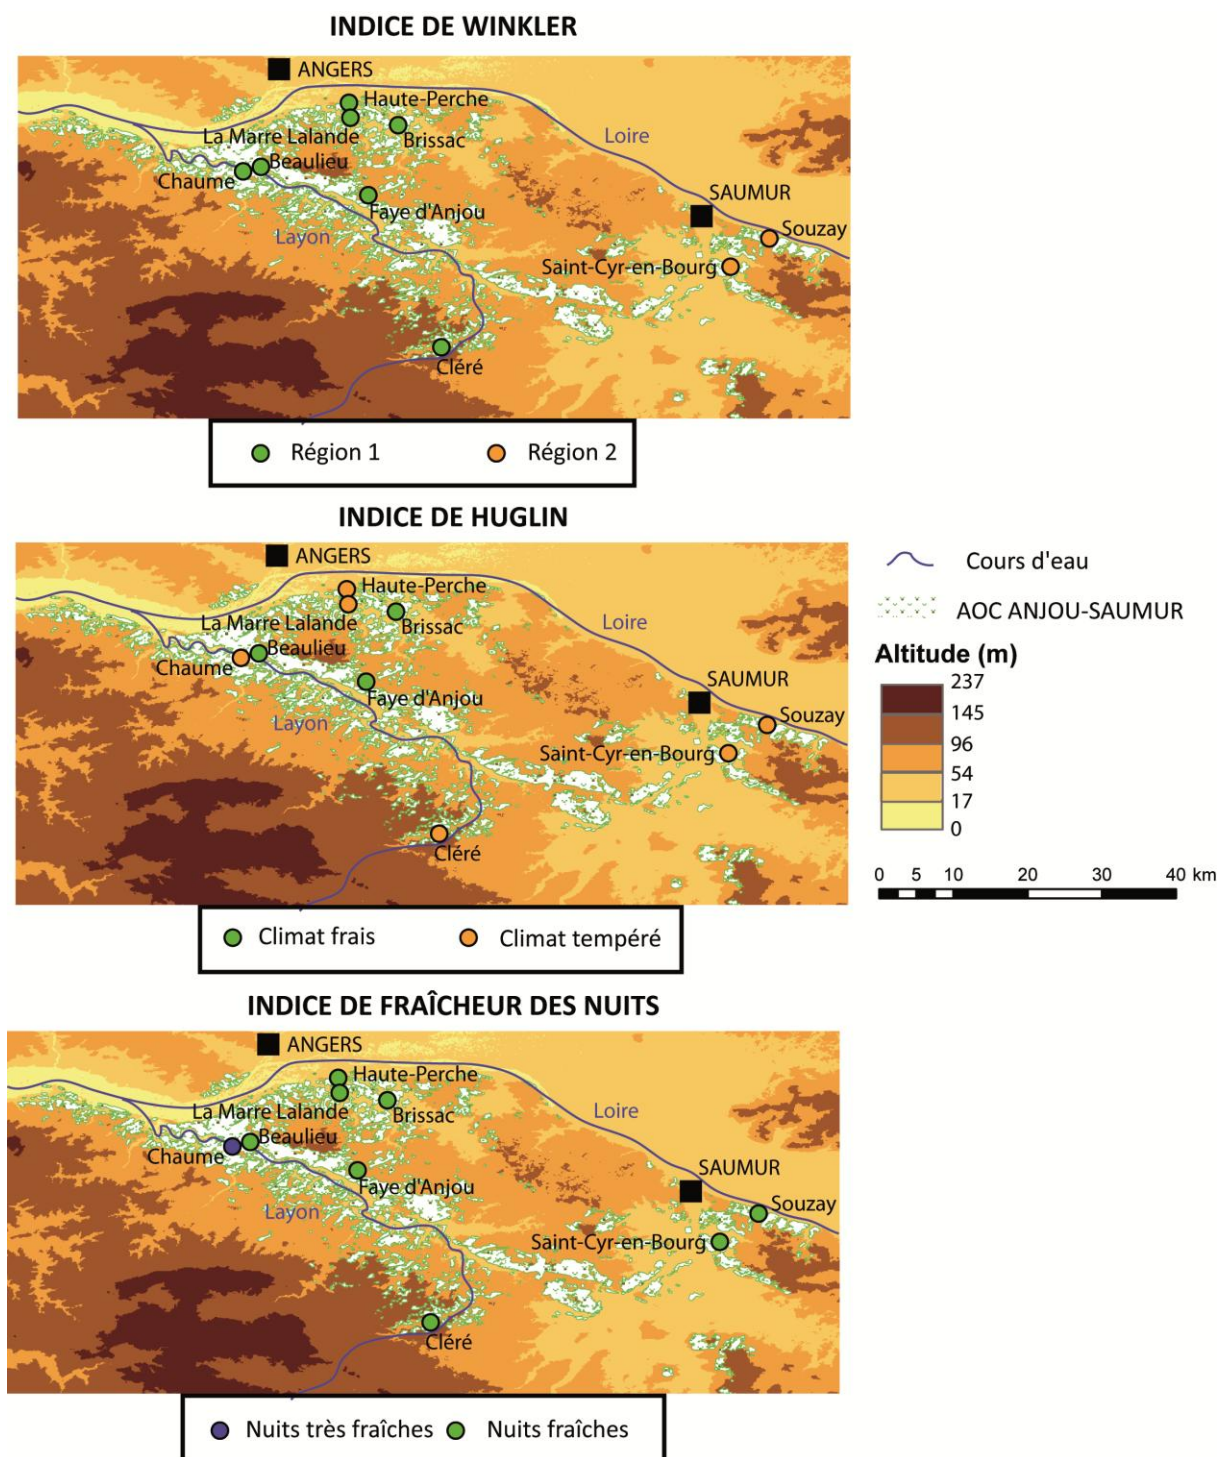 INDICE DE WINKLER
ANGERS
Haute-Perche
La Marre Lalande
Brissac
Loire
Beaulieu
Chaume
SAUMUR
Faye d'Anjou
Souzay
Layon
Saint-Cyr-en-Bourg
Cléré
Région 1
Région 2
INDICE DE HUGLIN
ANGERS
Haute-Perche
La Marre Lalande
Brissac
Loire
Beaulieu
Chaume
SAUMUR
Faye d'Anjou
Souzay
Layon
Saint-Cyr-en-Bourg
Cléré
Climat frais
Climat tempéré
Cours d'eau
AOC ANJOU-SAUMUR
Altitude (m)
237
145
96
54
17
0
0 5 10 20 30 40 km
INDICE DE FRAÎCHEUR DES NUITS
ANGERS
Haute-Perche
La Marre Lalande
Brissac
Loire
Beaulieu
Chaume
SAUMUR
Faye d'Anjou
Souzay
Layon
Saint-Cyr-en-Bourg
Cléré
Nuits très fraîches
Nuits fraîches